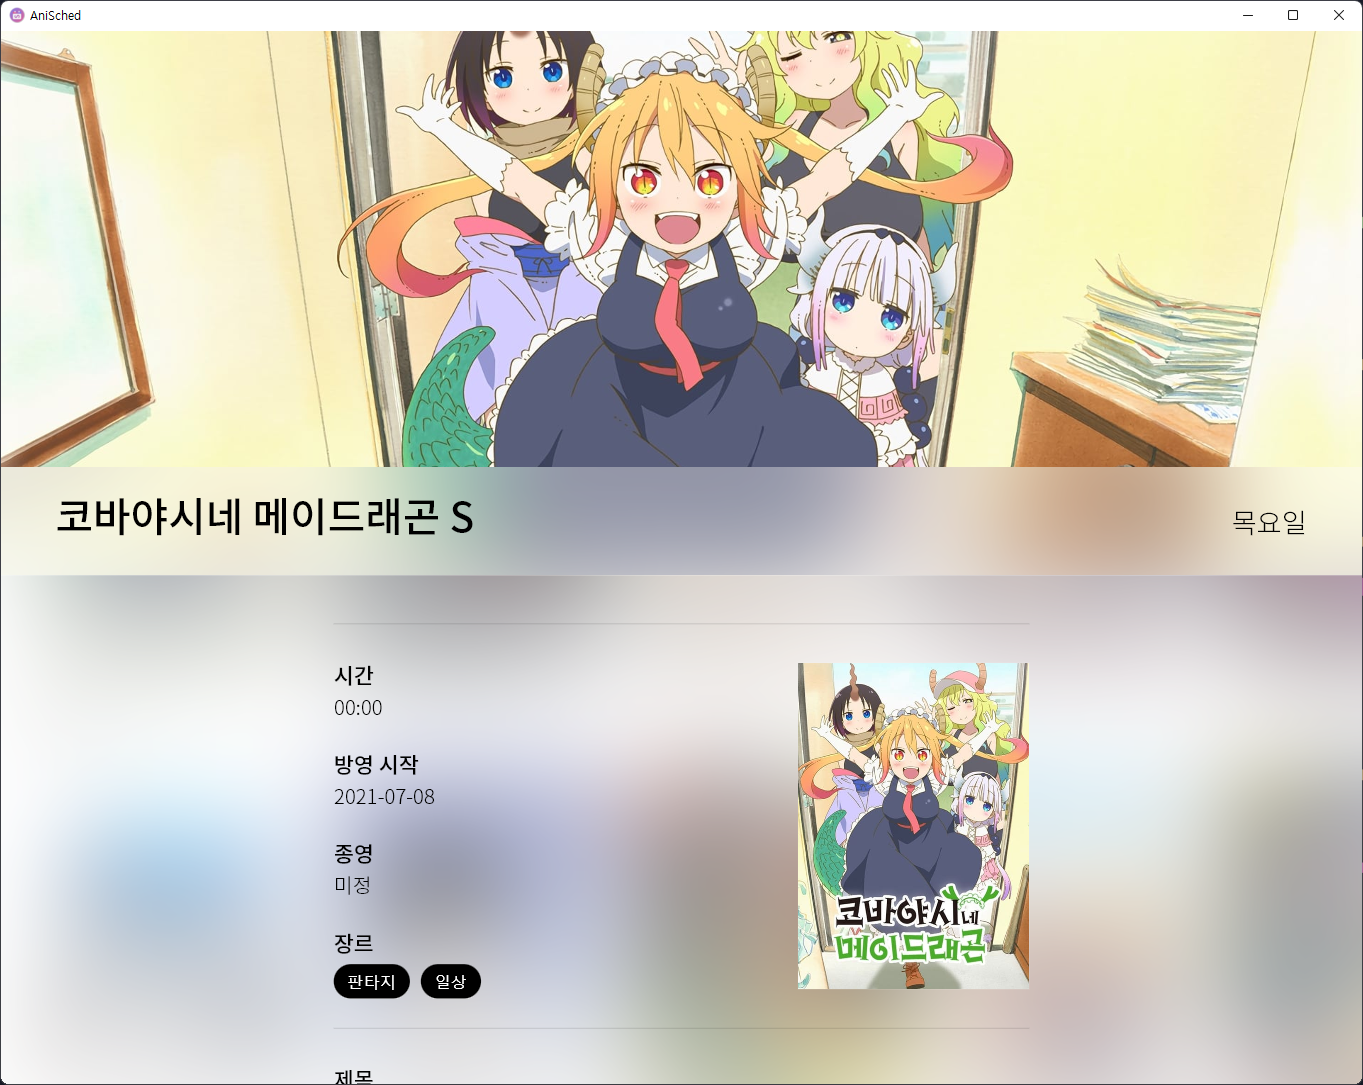 AniSched
코바야시네 메이드래곤 S
목요일
시간
00:00
방영 시작
2021-07-08
종영
미정
장르
판타지 일상
코바야시네
메이드래곤
제목